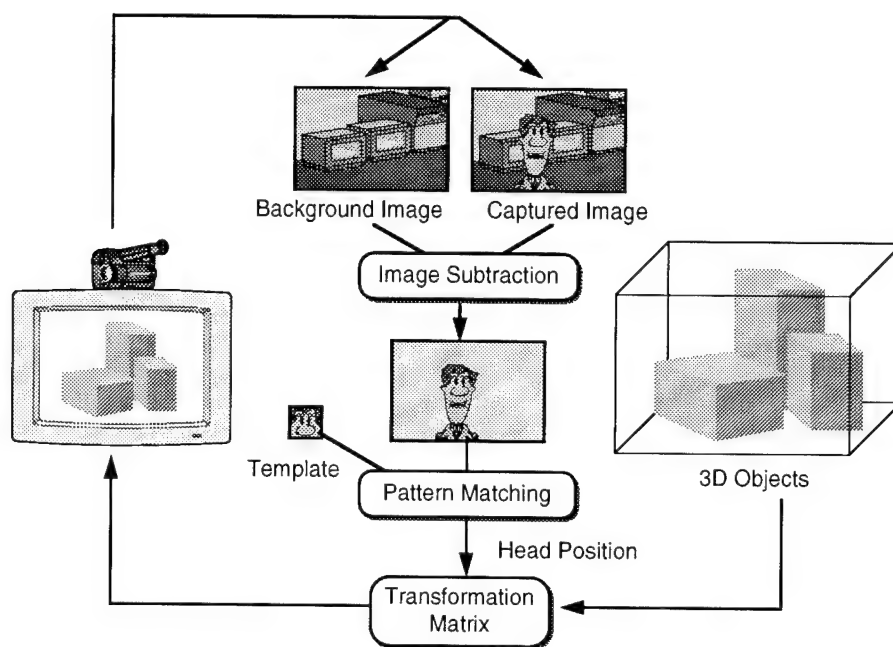 Background Image
Captured Image
Image Subtraction
Template
Pattern Matching
3D Objects
Head Position
Transformation
Matrix